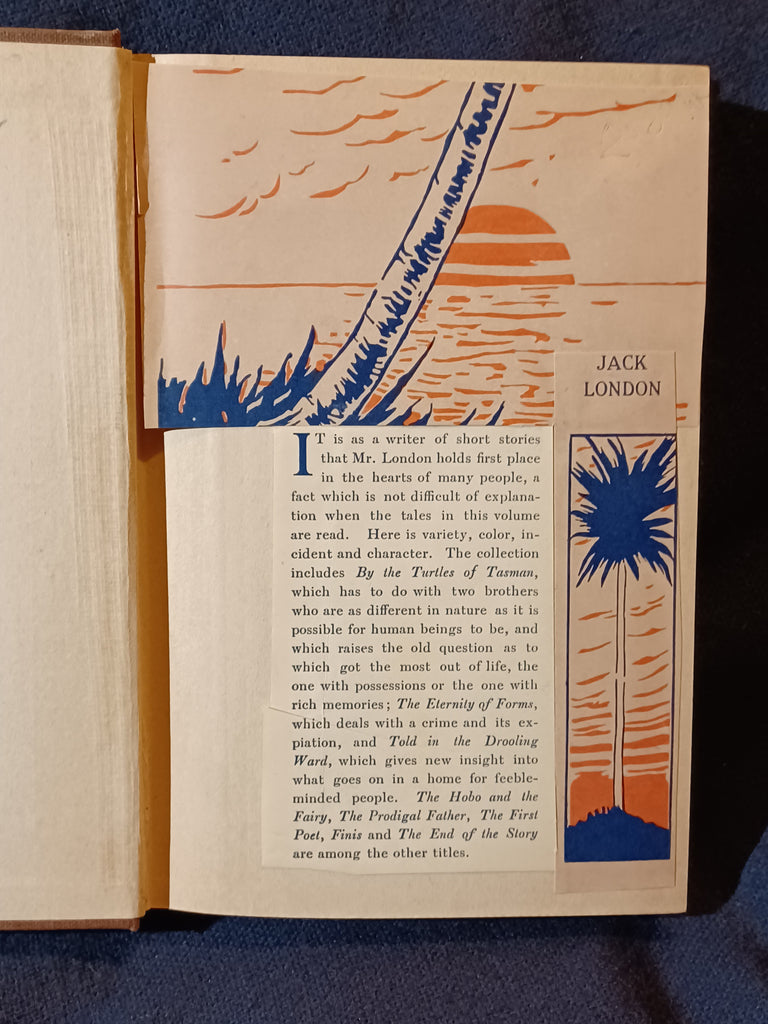 JACK
LONDON
IT is as a writer of short stories
that Mr. London holds first place
in the hearts of many people, a
fact which is not difficult of explana-
tion when the tales in this volume
are read. Here is variety, color, in-
cident and character. The collection
includes By the Turtles of Tasman,
which has to do with two brothers
who are as different in nature as it is
possible for human beings to be, and
which raises the old question as to
which got the most out of life, the
one with possessions or the one with
rich memories; The Eternity of Forms,
which deals with a crime and its ex-
piation, and Told in the Drooling
Ward, which gives new insight into
what goes on in a home for feeble-
minded people. The Hobo and the
Fairy, The Prodigal Father, The First
Poet, Finis and The End of the Story
are among the other titles.